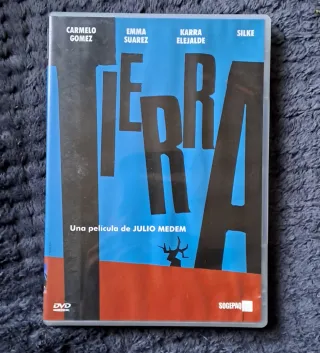 CARMELO GOMEZ
EMMA SUAREZ
KARRA ELEJALDE
SILKE
TIERRA
Una película de JULIO MEDEM
DVD
SOGEPAQ